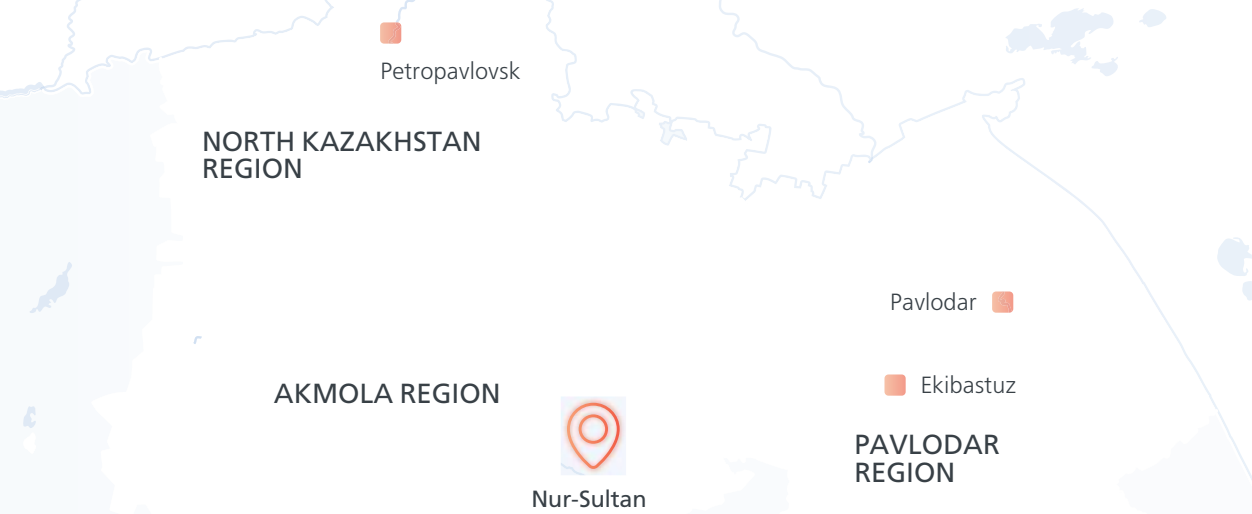 Petropavlovsk
NORTH KAZAKHSTAN
REGION
Pavlodar
Ekibastuz
AKMOLA REGION
PAVLODAR
REGION
Nur-Sultan